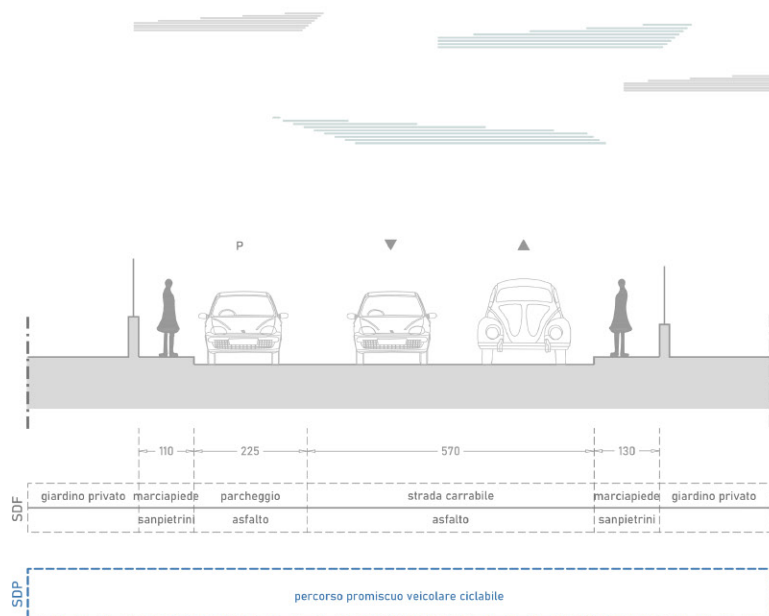 P
110 225 570 130
SDF
giardino privato marciapiede parcheggio strada carrabile marciapiede giardino privato
sanpietrini asfalto asfalto sanpietrini
SDP
percorso promiscuo veicolare ciclabile